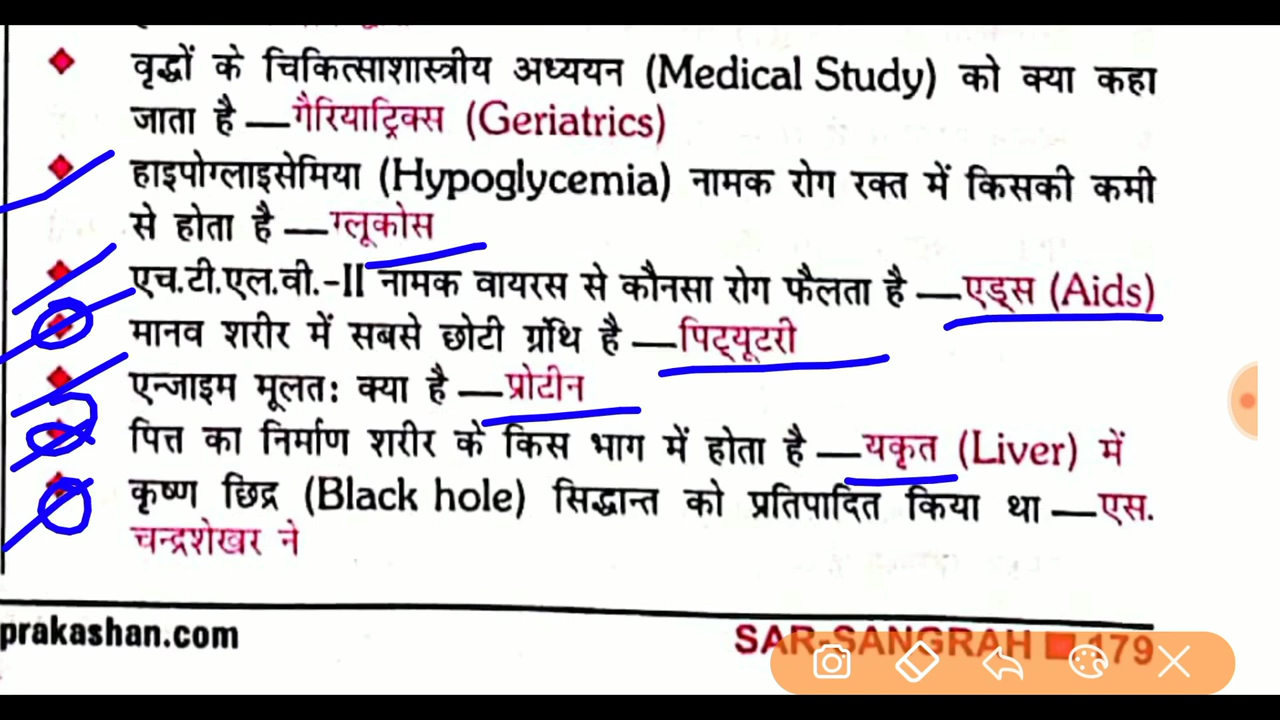 वृद्धों के चिकित्साशास्त्रीय अध्ययन (Medical Study) को क्या कहा
जाता है —गैरियाट्रिक्स (Geriatrics)
हाइपोग्लाइसेमिया (Hypoglycemia) नामक रोग रक्त में किसकी कमी
से होता है —ग्लूकोस
एच.टी.एल.वी.-II नामक वायरस से कौनसा रोग फैलता है —एड्स (Aids)
मानव शरीर में सबसे छोटी ग्रंथि है —पिट्यूटरी
एन्जाइम मूलत: क्या है —प्रोटीन
पित्त का निर्माण शरीर के किस भाग में होता है —यकृत (Liver) में
कृष्ण छिद्र (Black hole) सिद्धान्त को प्रतिपादित किया था —एस.
चन्द्रशेखर ने
prakashan.com
SAR-SANGRAH ■ 179